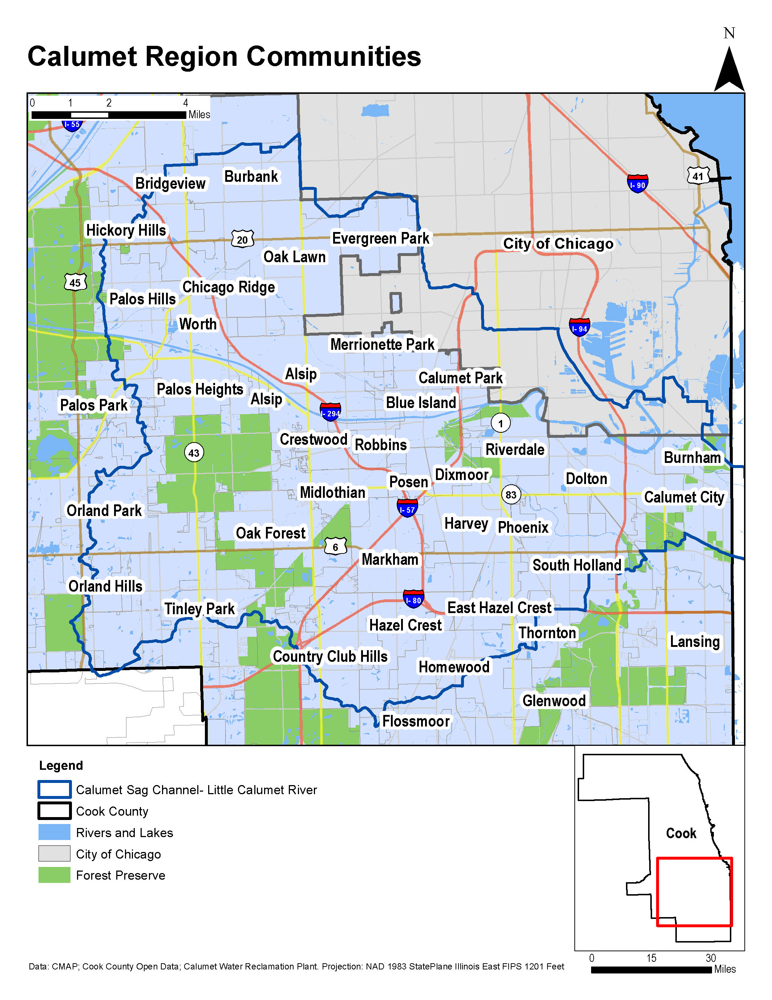 N
Calumet Region Communities
0 1 2 4
Miles
I- 55
41
I- 90
Burbank
Bridgeview
Hickory Hills
20
Evergreen Park
City of Chicago
Oak Lawn
45
Chicago Ridge
Palos Hills
Worth
I- 94
Merrionette Park
Alsip
Calumet Park
Palos Heights
Alsip
Blue Island
Palos Park
I- 294
1
Crestwood
Robbins
Riverdale
43
Burnham
Dixmoor
Dolton
Posen
Midlothian
83
Calumet City
Orland Park
I- 57
Harvey
Phoenix
Oak Forest
6
Markham
South Holland
Orland Hills
I- 80
Tinley Park
East Hazel Crest
Hazel Crest
Thornton
Lansing
Country Club Hills
Homewood
Glenwood
Flossmoor
Legend
Calumet Sag Channel- Little Calumet River
Cook County
Rivers and Lakes
City of Chicago
Forest Preserve
Cook
0 15 30
Miles
Data: CMAP; Cook County Open Data; Calumet Water Reclamation Plant. Projection: NAD 1983 StatePlane Illinois East FIPS 1201 Feet